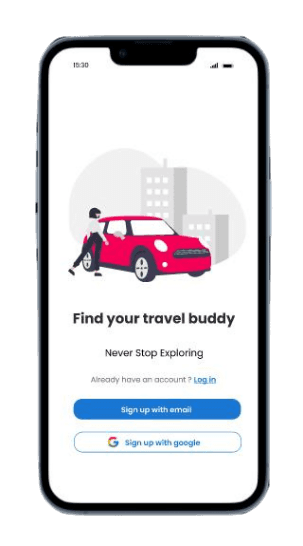 15:30
Find your travel buddy
Never Stop Exploring
Already have an account ? Log in
Sign up with email
Sign up with google